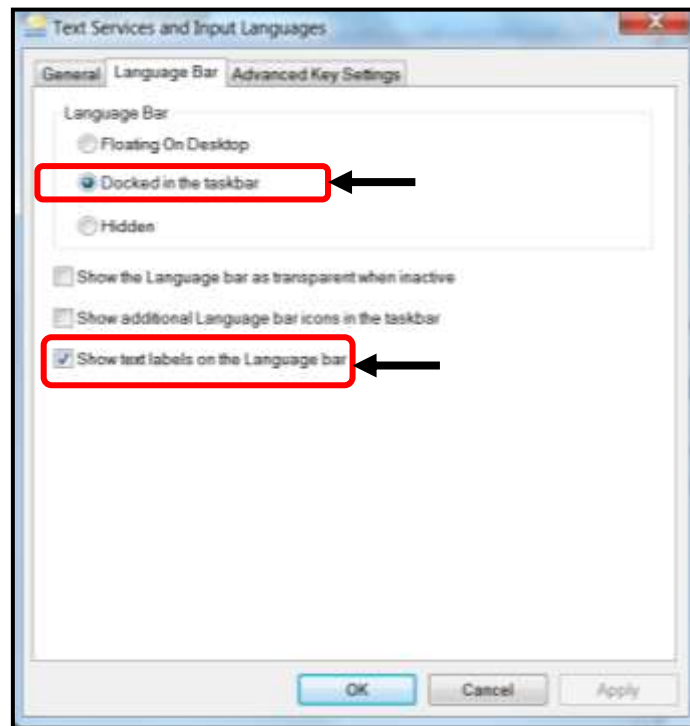 Text Services and Input Languages
General Language Bar Advanced Key Settings
Language Bar
Floating On Desktop
Docked in the taskbar
Hidden
Show the Language bar as transparent when inactive
Show additional Language bar icons in the taskbar
Show text labels on the Language bar
OK Cancel Apply